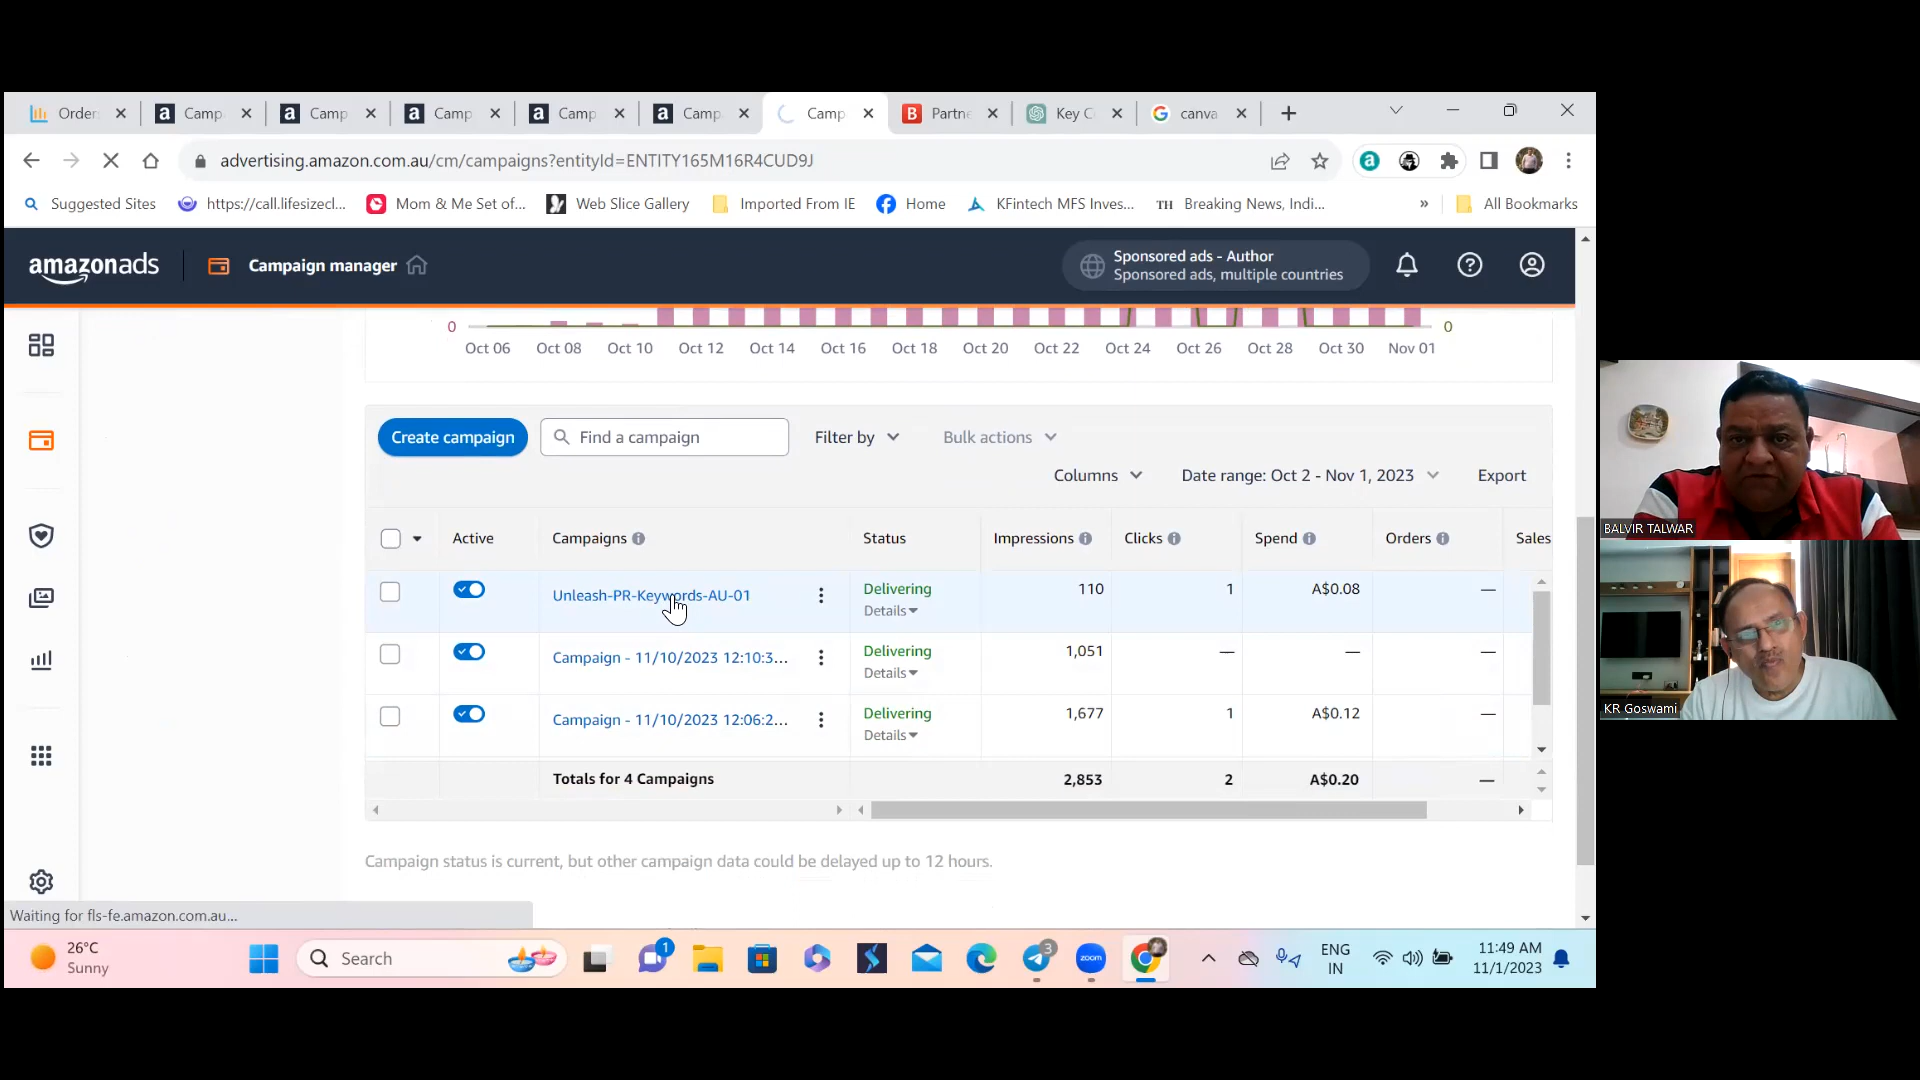 Order
Camp
Camp
Camp
Camp
Camp
Camp
Partne
Key C
canva
advertising.amazon.com.au/cm/campaigns?entityId=ENTITY165M16R4CUD9J
Suggested Sites
https://call.lifesizecl...
Mom & Me Set of...
Web Slice Gallery
Imported From IE
Home
KFintech MFS Inves...
TH
Breaking News, Indi...
»
All Bookmarks
amazonads
Campaign manager
Sponsored ads - Author
Sponsored ads, multiple countries
0
0
Oct 06 Oct 08 Oct 10 Oct 12 Oct 14 Oct 16 Oct 18 Oct 20 Oct 22 Oct 24 Oct 26 Oct 28 Oct 30 Nov 01
Create campaign
Find a campaign
Filter by
Bulk actions
Columns
Date range: Oct 2 - Nov 1, 2023
Export
Active Campaigns Status Impressions Clicks Spend Orders Sales
Unleash-PR-Keywords-AU-01 Delivering 110 1 A$0.08 —
Details
Campaign - 11/10/2023 12:10:3... Delivering 1,051 — — —
Details
Campaign - 11/10/2023 12:06:2... Delivering 1,677 1 A$0.12 —
Details
Totals for 4 Campaigns 2,853 2 A$0.20 —
Campaign status is current, but other campaign data could be delayed up to 12 hours.
Waiting for fls-fe.amazon.com.au...
26°C
Sunny
Search
1
3
zoom
ENG
IN
11:49 AM
11/1/2023
BALVIR TALWAR
KR Goswami